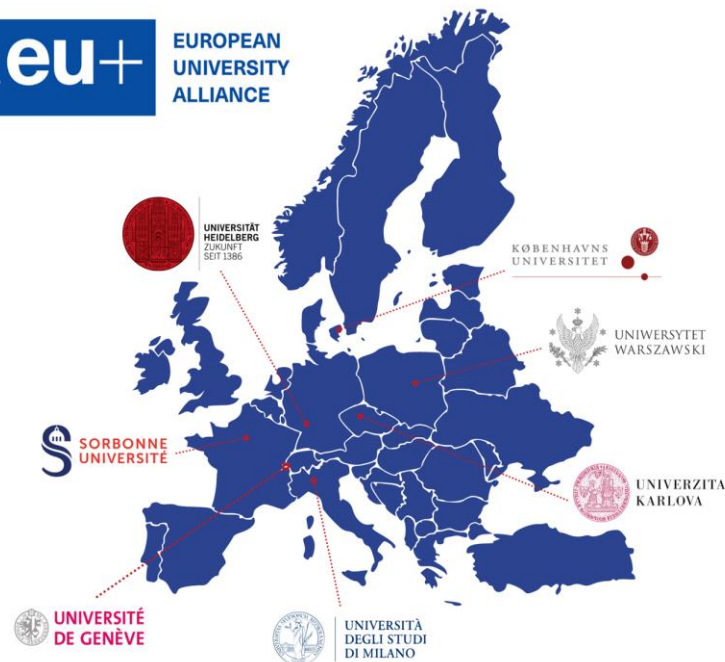 eu+
EUROPEAN
UNIVERSITY
ALLIANCE
UNIVERSITÄT
HEIDELBERG
ZUKUNFT
SEIT 1386
KØBENHAVNS
UNIVERSITET
UNIWERSYTET
WARSZAWSKI
SORBONNE
UNIVERSITÉ
UNIVERZITA
KARLOVA
UNIVERSITÉ
DE GENÈVE
UNIVERSITÀ
DEGLI STUDI
DI MILANO